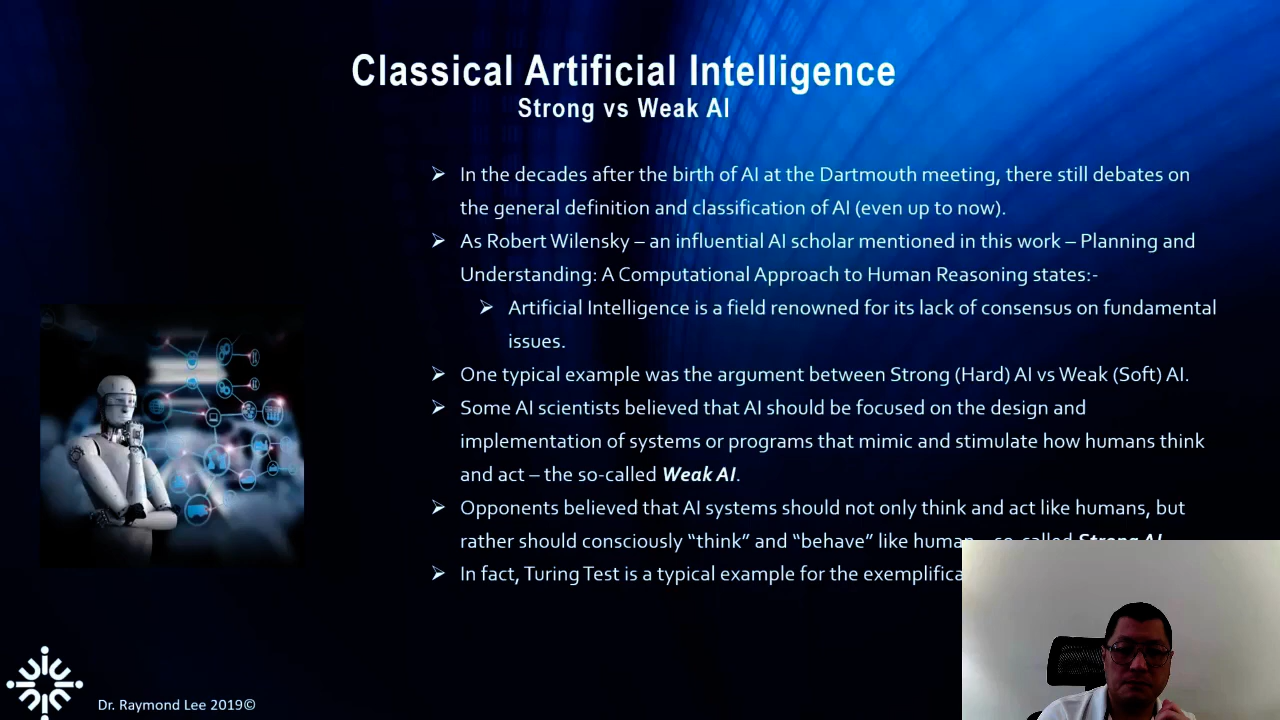 Classical Artificial Intelligence
Strong vs Weak AI
➢ In the decades after the birth of AI at the Dartmouth meeting, there still debates on
the general definition and classification of AI (even up to now).
➢ As Robert Wilensky – an influential AI scholar mentioned in this work – Planning and
Understanding: A Computational Approach to Human Reasoning states:-
➢ Artificial Intelligence is a field renowned for its lack of consensus on fundamental
issues.
➢ One typical example was the argument between Strong (Hard) AI vs Weak (Soft) AI.
➢ Some AI scientists believed that AI should be focused on the design and
implementation of systems or programs that mimic and stimulate how humans think
and act – the so-called Weak AI.
➢ Opponents believed that AI systems should not only think and act like humans, but
rather should consciously “think” and “behave” like human – so-called Strong AI
➢ In fact, Turing Test is a typical example for the
Dr. Raymond Lee 2019©